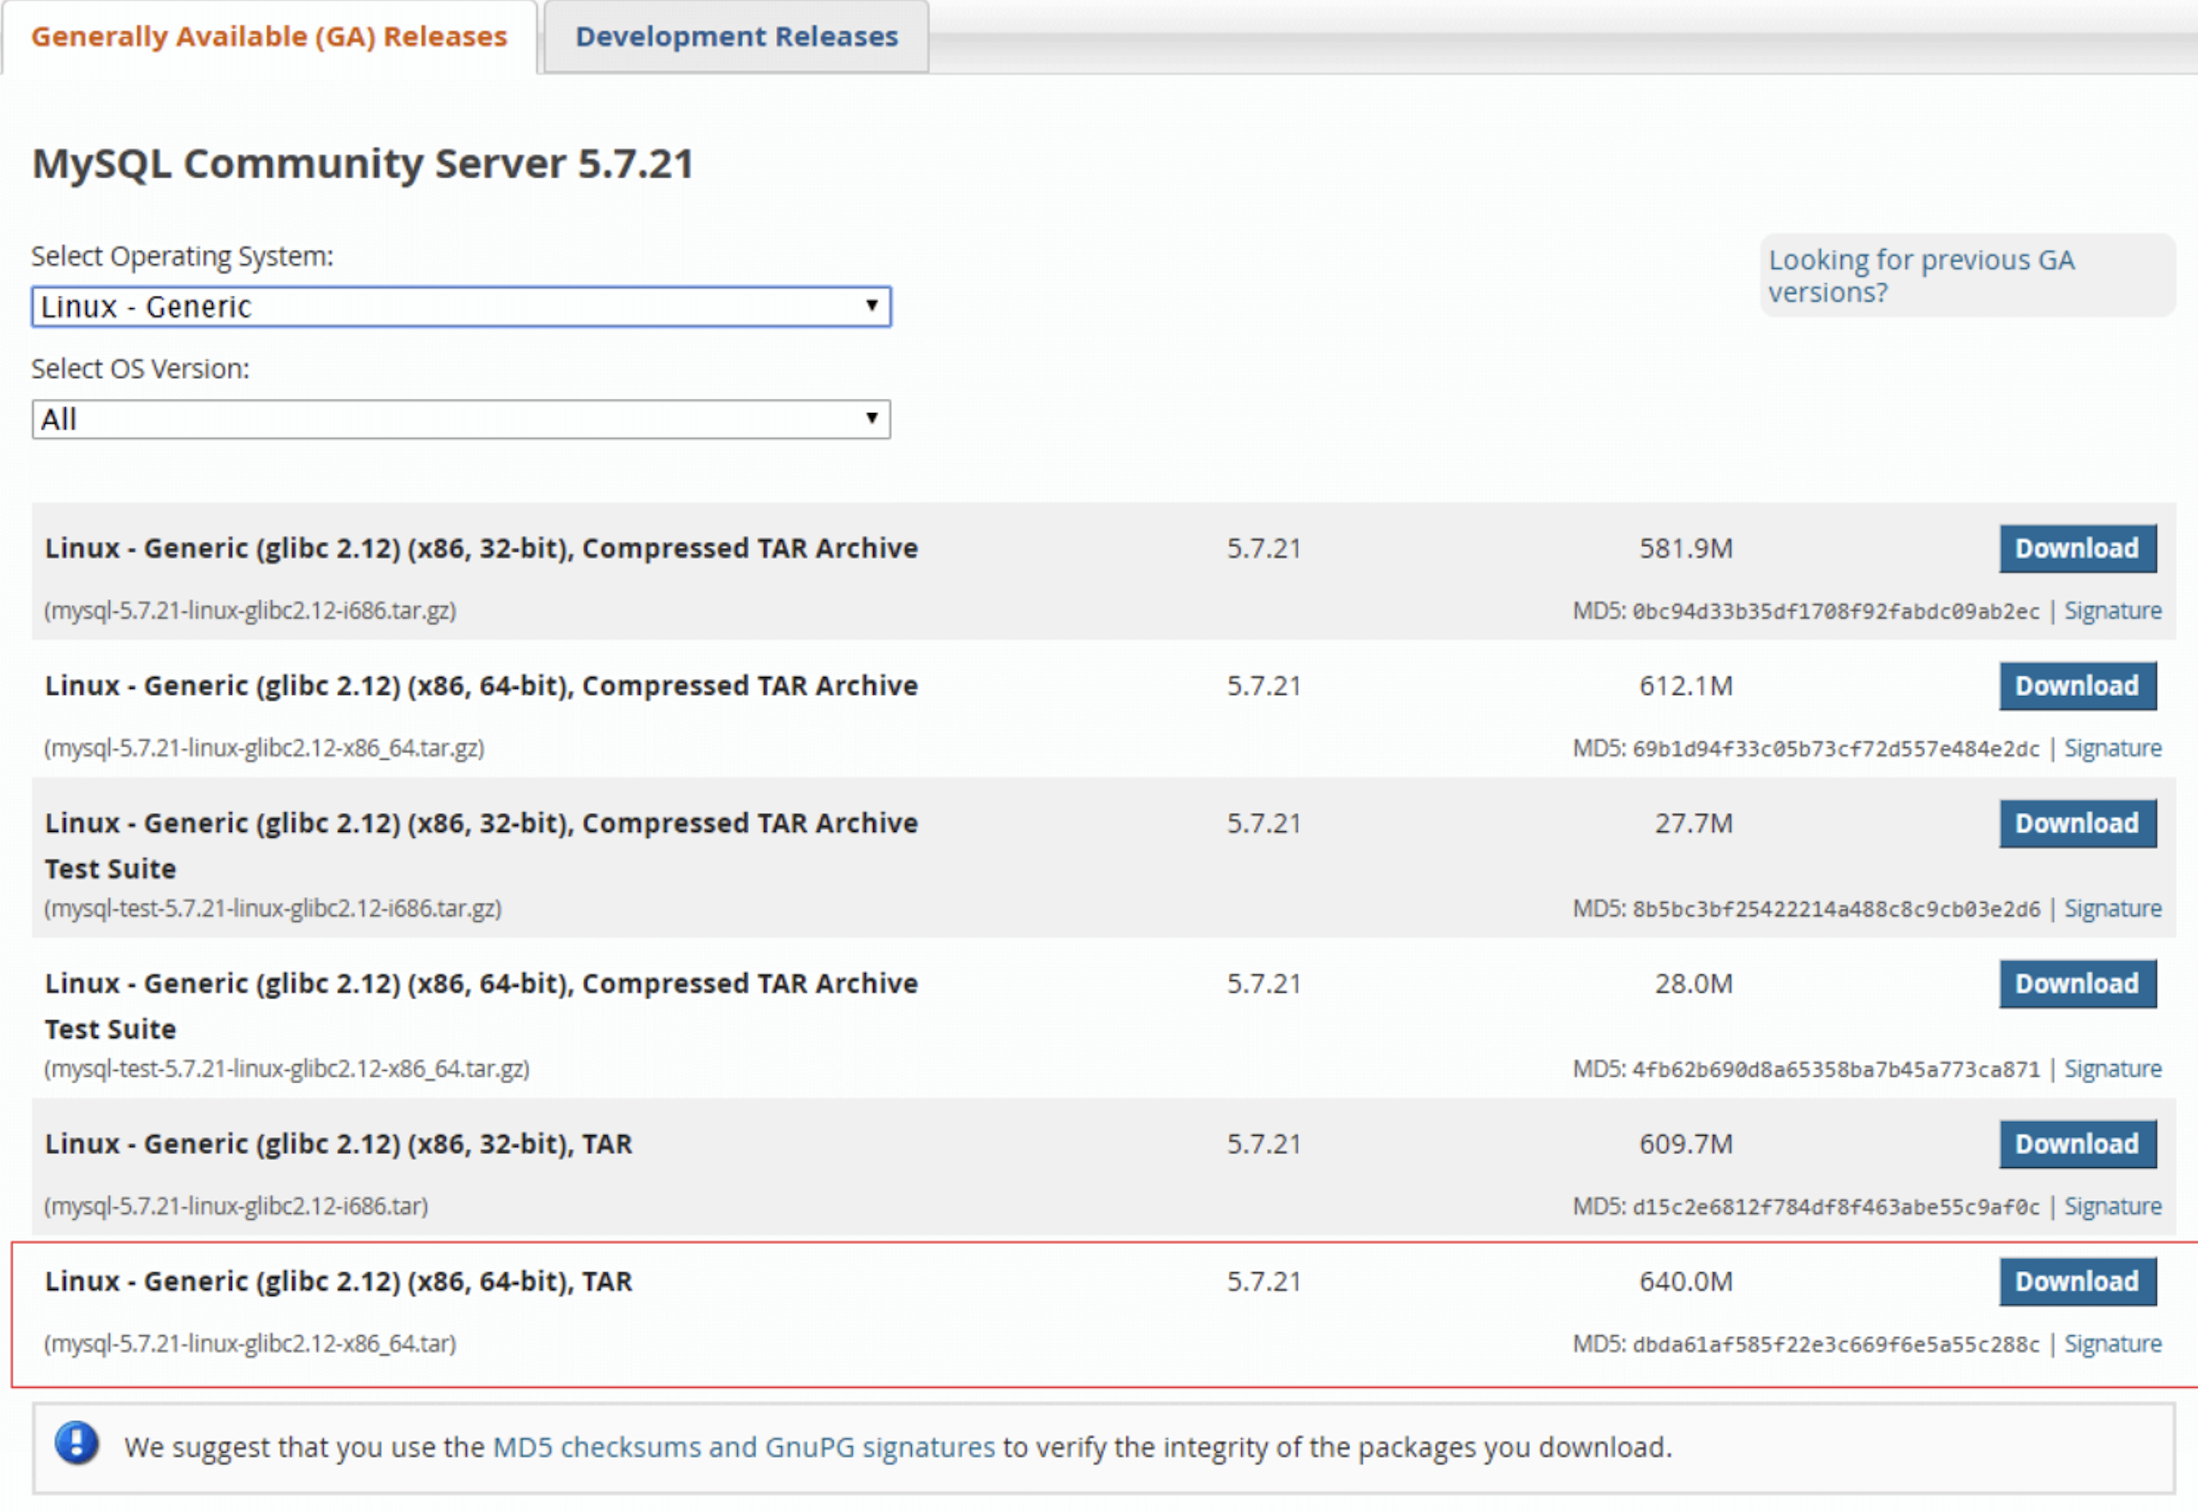 Generally Available (GA) Releases
Development Releases
MySQL Community Server 5.7.21
Select Operating System:
Linux - Generic
Looking for previous GA
versions?
Select OS Version:
All
Linux - Generic (glibc 2.12) (x86, 32-bit), Compressed TAR Archive 5.7.21 581.9M Download
(mysql-5.7.21-linux-glibc2.12-i686.tar.gz) MD5: 0bc94d33b35df1708f92fabdc09ab2ec | Signature
Linux - Generic (glibc 2.12) (x86, 64-bit), Compressed TAR Archive 5.7.21 612.1M Download
(mysql-5.7.21-linux-glibc2.12-x86_64.tar.gz) MD5: 69b1d94f33c05b73cf72d557e484e2dc | Signature
Linux - Generic (glibc 2.12) (x86, 32-bit), Compressed TAR Archive 5.7.21 27.7M Download
Test Suite
(mysql-test-5.7.21-linux-glibc2.12-i686.tar.gz) MD5: 8b5bc3bf25422214a488c8c9cb03e2d6 | Signature
Linux - Generic (glibc 2.12) (x86, 64-bit), Compressed TAR Archive 5.7.21 28.0M Download
Test Suite
(mysql-test-5.7.21-linux-glibc2.12-x86_64.tar.gz) MD5: 4fb62b690d8a65358ba7b45a773ca871 | Signature
Linux - Generic (glibc 2.12) (x86, 32-bit), TAR 5.7.21 609.7M Download
(mysql-5.7.21-linux-glibc2.12-i686.tar) MD5: d15c2e6812f784df8f463abe55c9af0c | Signature
Linux - Generic (glibc 2.12) (x86, 64-bit), TAR 5.7.21 640.0M Download
(mysql-5.7.21-linux-glibc2.12-x86_64.tar) MD5: dbda61af585f22e3c669f6e5a55c288c | Signature
We suggest that you use the MD5 checksums and GnuPG signatures to verify the integrity of the packages you download.